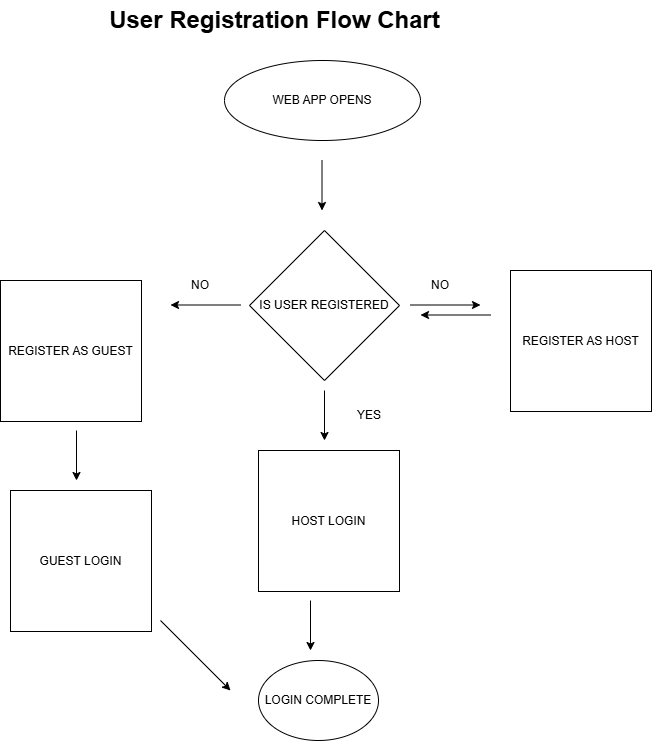 User Registration Flow Chart
WEB APP OPENS
NO
IS USER REGISTERED
NO
REGISTER AS GUEST
REGISTER AS HOST
YES
HOST LOGIN
GUEST LOGIN
LOGIN COMPLETE